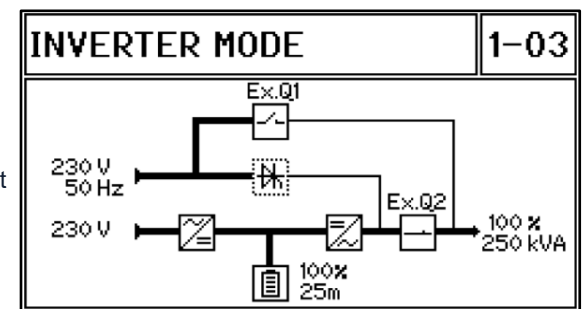 INVERTER MODE
1-03
Ex.Q1
230 V
50 Hz
t
Ex.Q2
230 V
100 %
250 kVA
100%
25m